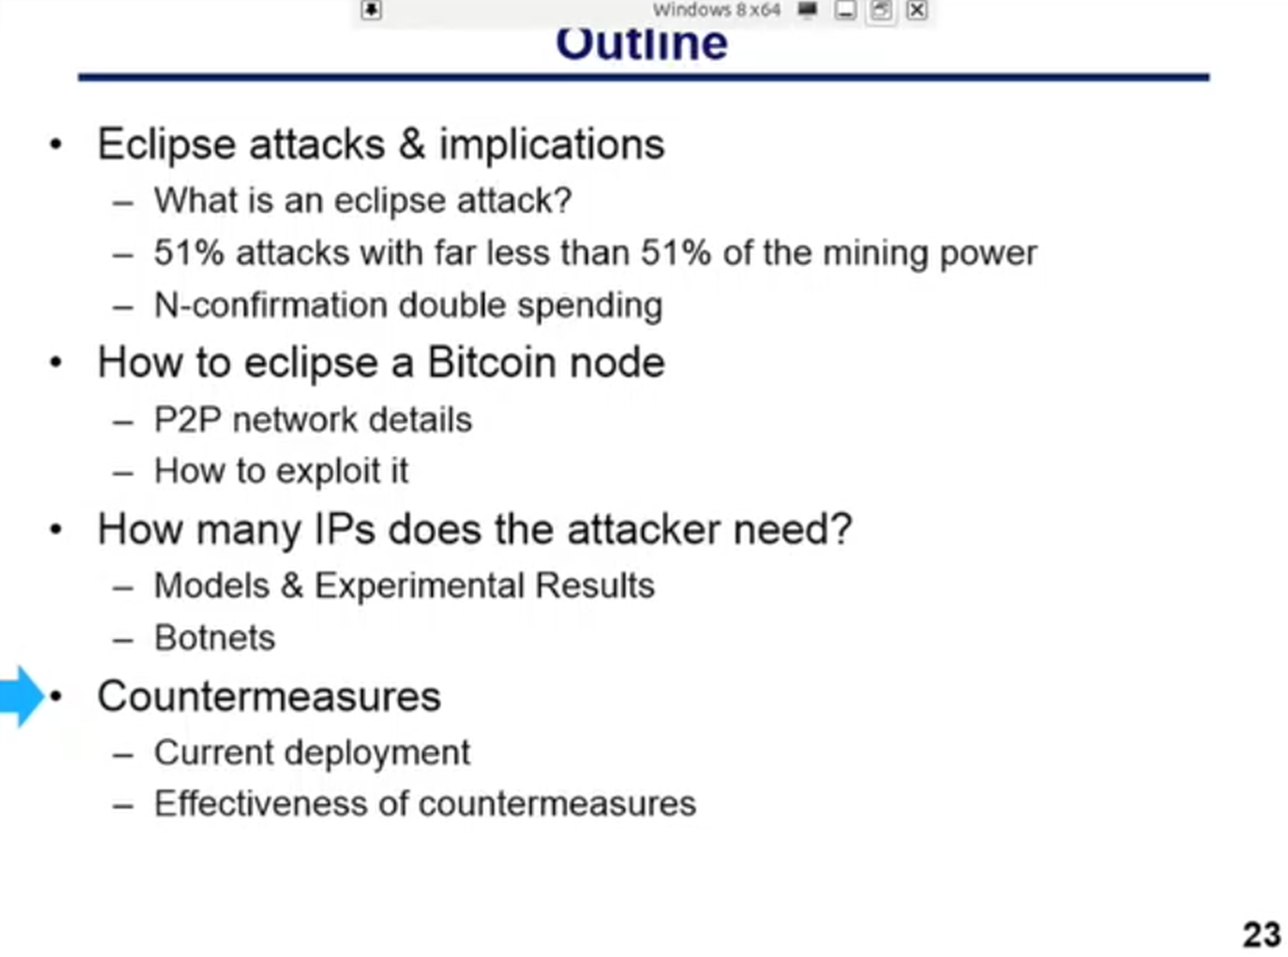 Windows 8 x64
Outline
• Eclipse attacks & implications
– What is an eclipse attack?
– 51% attacks with far less than 51% of the mining power
– N-confirmation double spending
• How to eclipse a Bitcoin node
– P2P network details
– How to exploit it
• How many IPs does the attacker need?
– Models & Experimental Results
– Botnets
• Countermeasures
– Current deployment
– Effectiveness of countermeasures
23